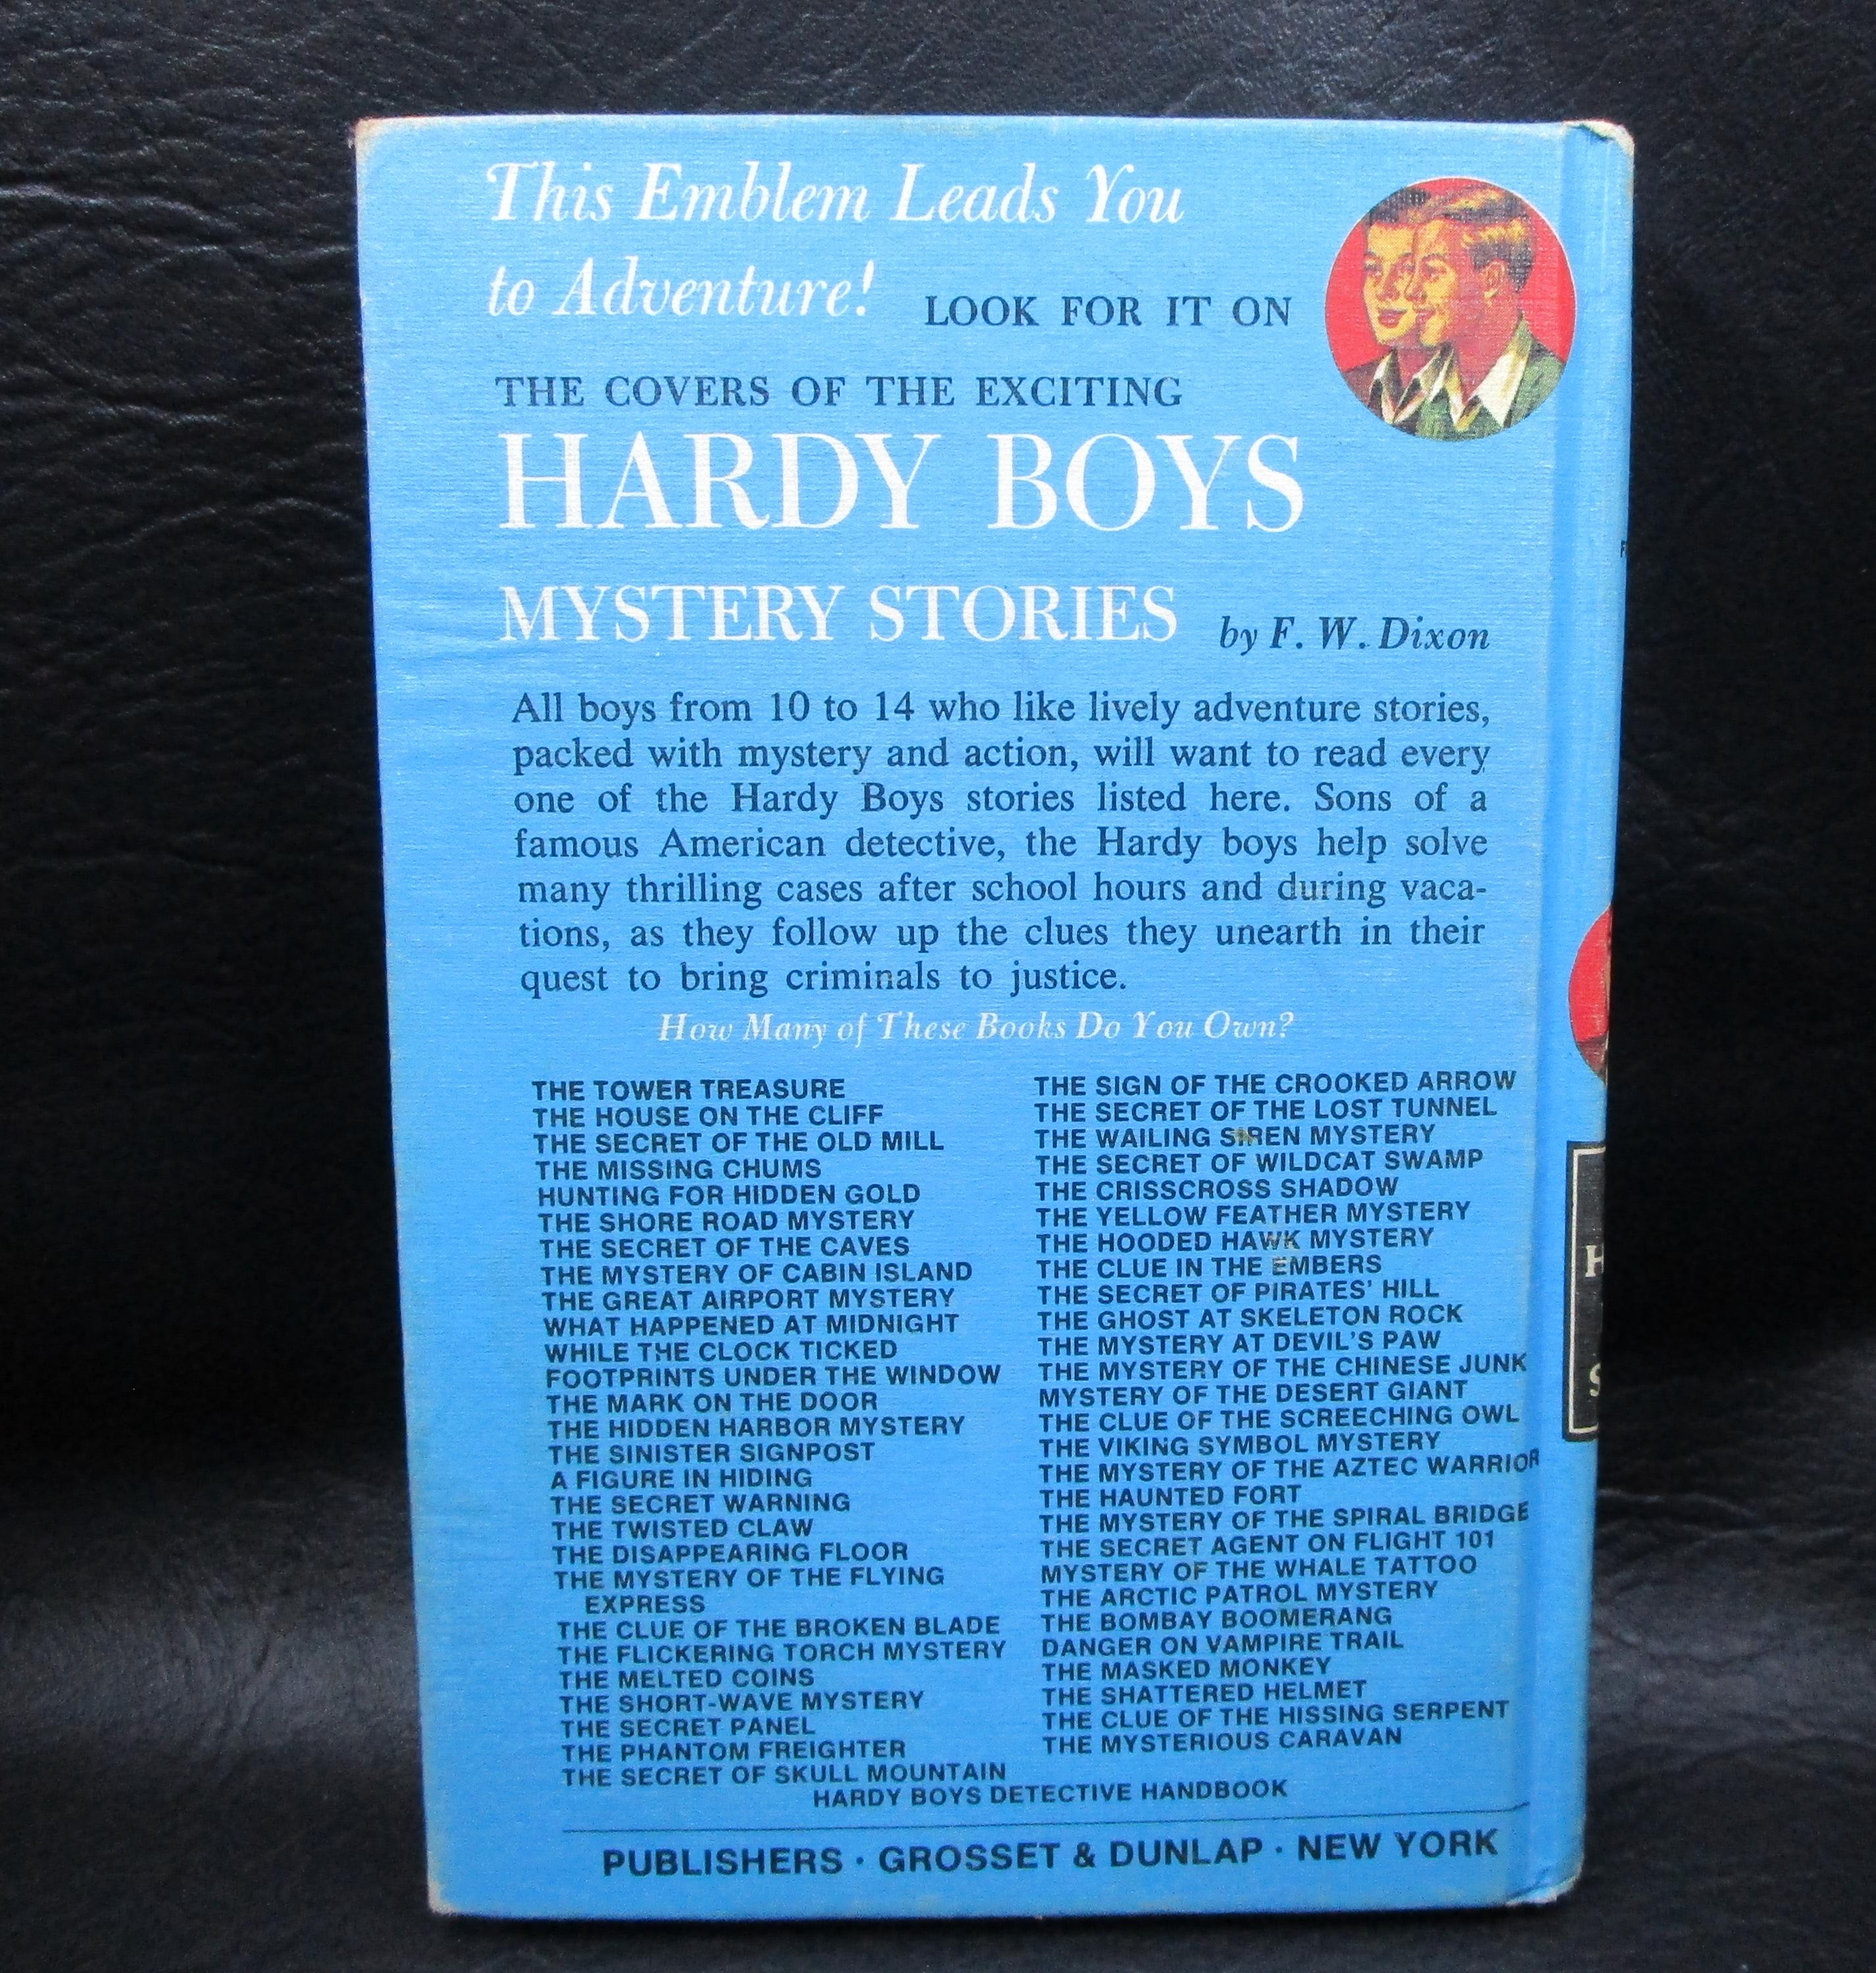 This Emblem Leads You
to Adventure! LOOK FOR IT ON
THE COVERS OF THE EXCITING
HARDY BOYS
MYSTERY STORIES by F. W. Dixon
All boys from 10 to 14 who like lively adventure stories,
packed with mystery and action, will want to read every
one of the Hardy Boys stories listed here. Sons of a
famous American detective, the Hardy boys help solve
many thrilling cases after school hours and during vaca-
tions, as they follow up the clues they unearth in their
quest to bring criminals to justice.
How Many of These Books Do You Own?
THE TOWER TREASURE
THE HOUSE ON THE CLIFF
THE SECRET OF THE OLD MILL
THE MISSING CHUMS
HUNTING FOR HIDDEN GOLD
THE SHORE ROAD MYSTERY
THE SECRET OF THE CAVES
THE MYSTERY OF CABIN ISLAND
THE GREAT AIRPORT MYSTERY
WHAT HAPPENED AT MIDNIGHT
WHILE THE CLOCK TICKED
FOOTPRINTS UNDER THE WINDOW
THE MARK ON THE DOOR
THE HIDDEN HARBOR MYSTERY
THE SINISTER SIGNPOST
A FIGURE IN HIDING
THE SECRET WARNING
THE TWISTED CLAW
THE DISAPPEARING FLOOR
THE MYSTERY OF THE FLYING
EXPRESS
THE CLUE OF THE BROKEN BLADE
THE FLICKERING TORCH MYSTERY
THE MELTED COINS
THE SHORT-WAVE MYSTERY
THE SECRET PANEL
THE PHANTOM FREIGHTER
THE SECRET OF SKULL MOUNTAIN
THE SIGN OF THE CROOKED ARROW
THE SECRET OF THE LOST TUNNEL
THE WAILING SIREN MYSTERY
THE SECRET OF WILDCAT SWAMP
THE CRISSCROSS SHADOW
THE YELLOW FEATHER MYSTERY
THE HOODED HAWK MYSTERY
THE CLUE IN THE EMBERS
THE SECRET OF PIRATES' HILL
THE GHOST AT SKELETON ROCK
THE MYSTERY AT DEVIL'S PAW
THE MYSTERY OF THE CHINESE JUNK
MYSTERY OF THE DESERT GIANT
THE CLUE OF THE SCREECHING OWL
THE VIKING SYMBOL MYSTERY
THE MYSTERY OF THE AZTEC WARRIOR
THE HAUNTED FORT
THE MYSTERY OF THE SPIRAL BRIDGE
THE SECRET AGENT ON FLIGHT 101
MYSTERY OF THE WHALE TATTOO
THE ARCTIC PATROL MYSTERY
THE BOMBAY BOOMERANG
DANGER ON VAMPIRE TRAIL
THE MASKED MONKEY
THE SHATTERED HELMET
THE CLUE OF THE HISSING SERPENT
THE MYSTERIOUS CARAVAN
HARDY BOYS DETECTIVE HANDBOOK
PUBLISHERS · GROSSET & DUNLAP · NEW YORK